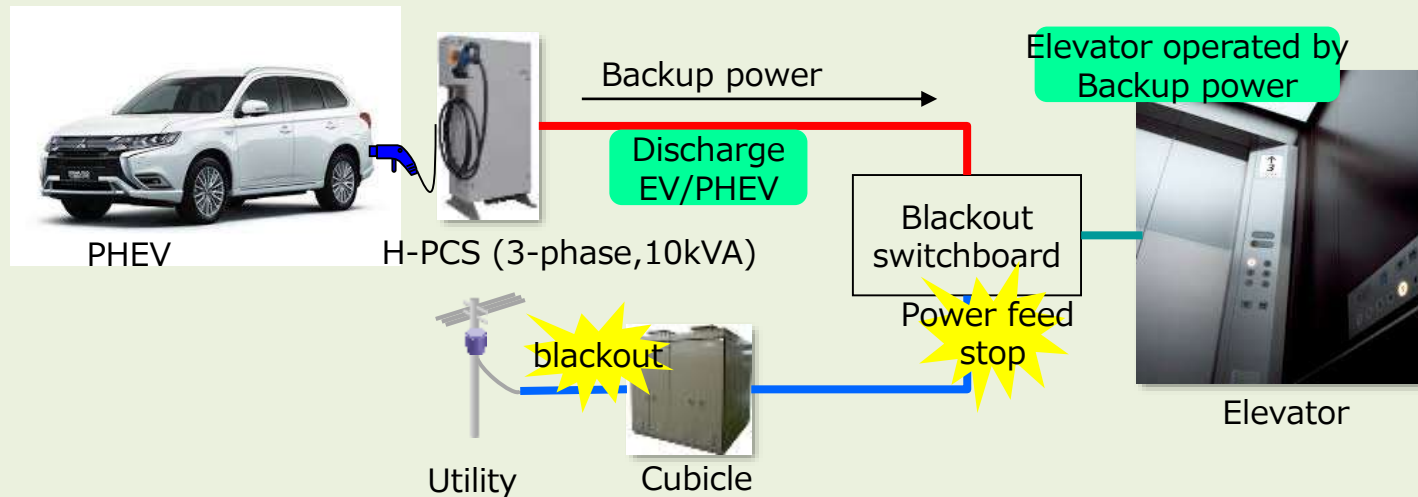 Elevator operated by
Backup power
Backup power
Discharge
EV/PHEV
Blackout
switchboard
PHEV
H-PCS (3-phase,10kVA)
Power feed
stop
blackout
Elevator
Utility
Cubicle
3